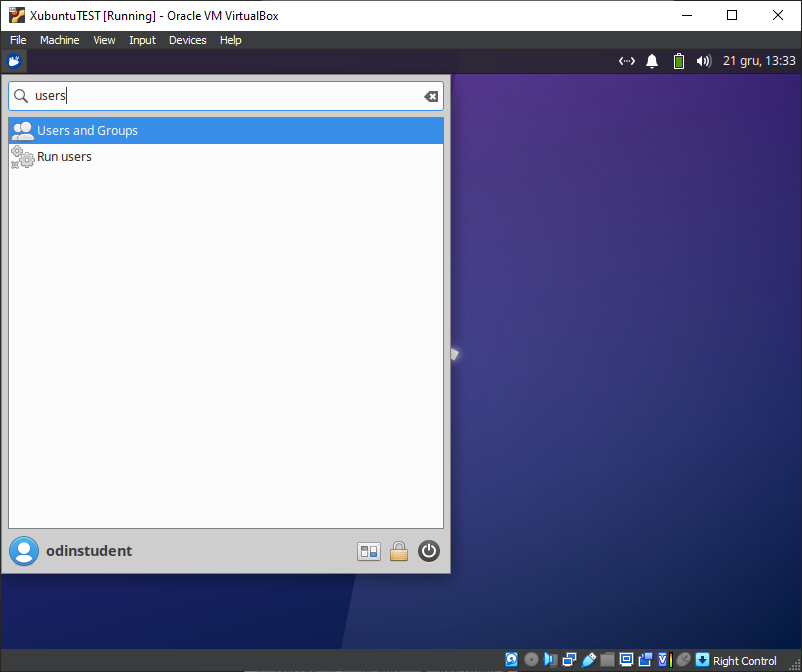 XubuntuTEST [Running] - Oracle VM VirtualBox
File Machine View Input Devices Help
21 gru, 13:33
users
Users and Groups
Run users
odinstudent
Right Control